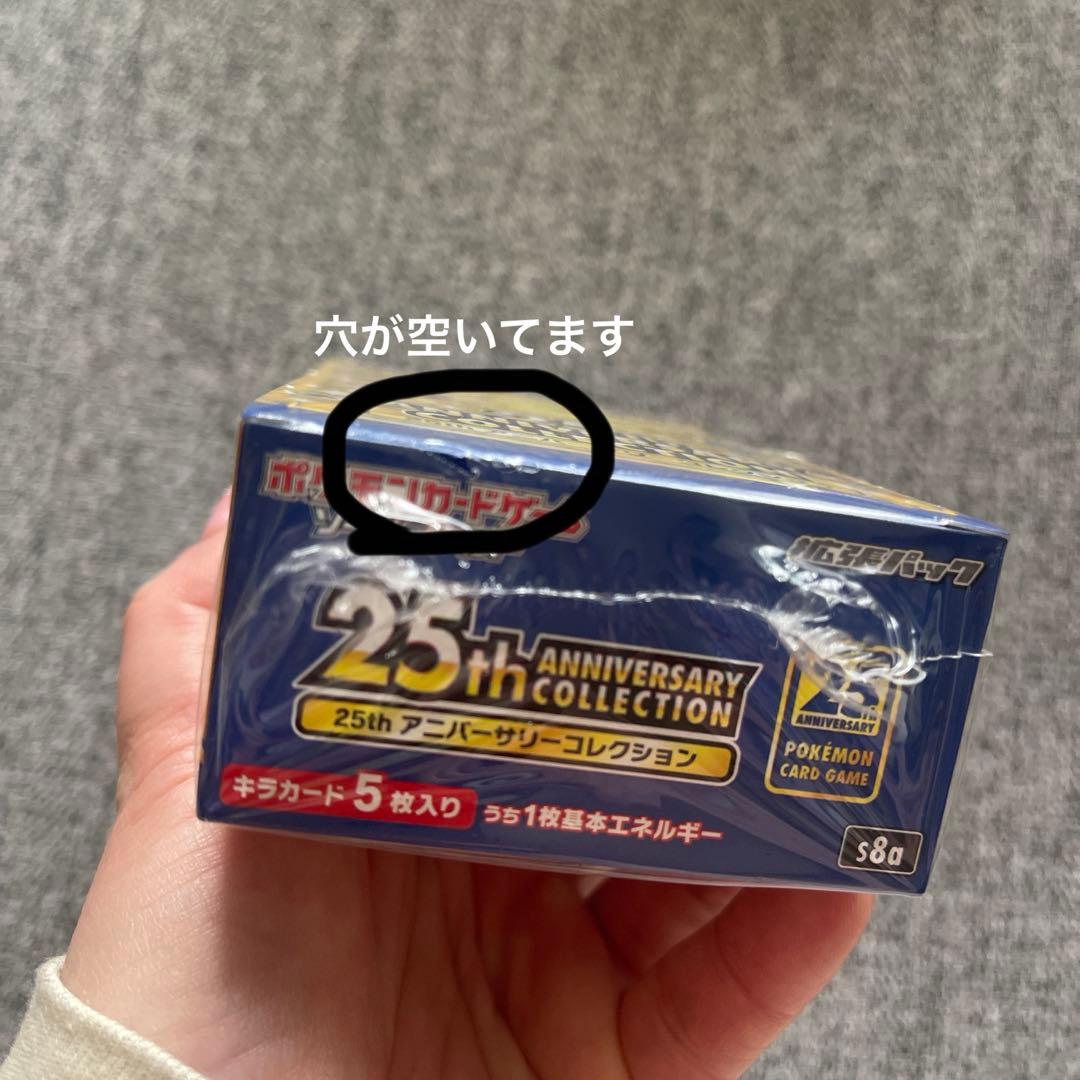 穴が空いてます
ポケモンカードゲーム
拡張パック
25th ANNIVERSARY COLLECTION
25th アニバーサリーコレクション
25th ANNIVERSARY
POKÉMON
CARD GAME
キラカード5枚入り うち1枚基本エネルギー
s8a